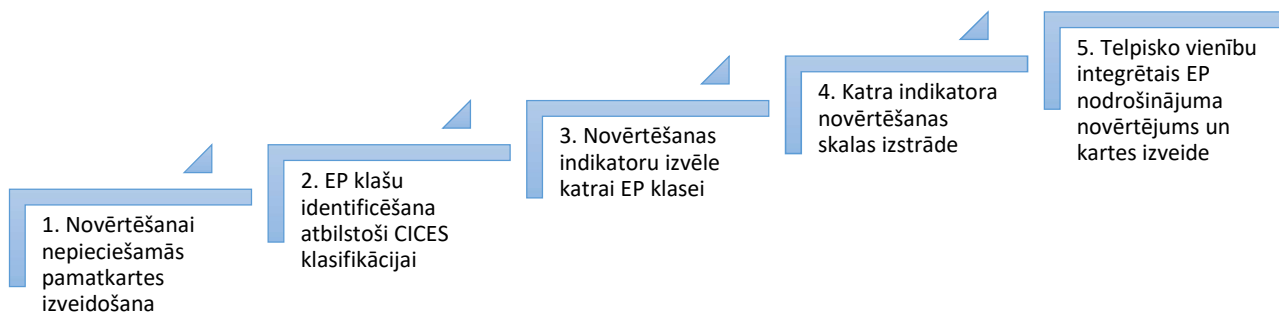 1. Novērtēšanai
nepieciešamās
pamatkartes
izveidošana
2. EP klašu
identificēšana
atbilstoši CICES
klasifikācijai
3. Novērtēšanas
indikatoru izvēle
katrai EP klasei
4. Katra indikatora
novērtēšanas
skalas izstrāde
5. Telpisko vienību
integrētais EP
nodrošinājuma
novērtējums un
kartes izveide